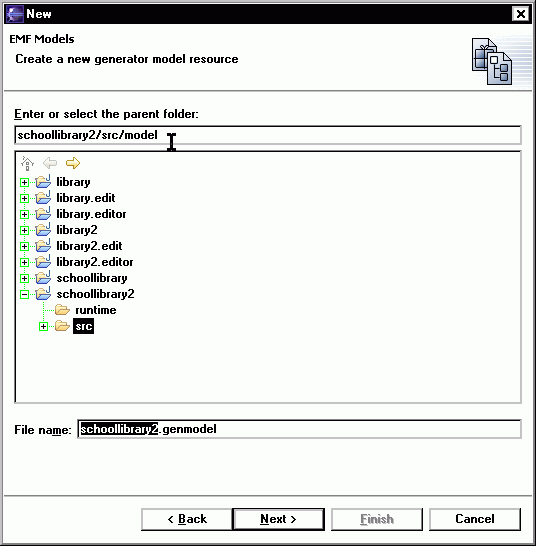 New
EMF Models
Create a new generator model resource
Enter or select the parent folder:
schoollibrary2/src/model
library
library.edit
library.editor
library2
library2.edit
library2.editor
schoollibrary
schoollibrary2
runtime
src
File name: schoollibrary2.genmodel
< Back Next > Finish Cancel